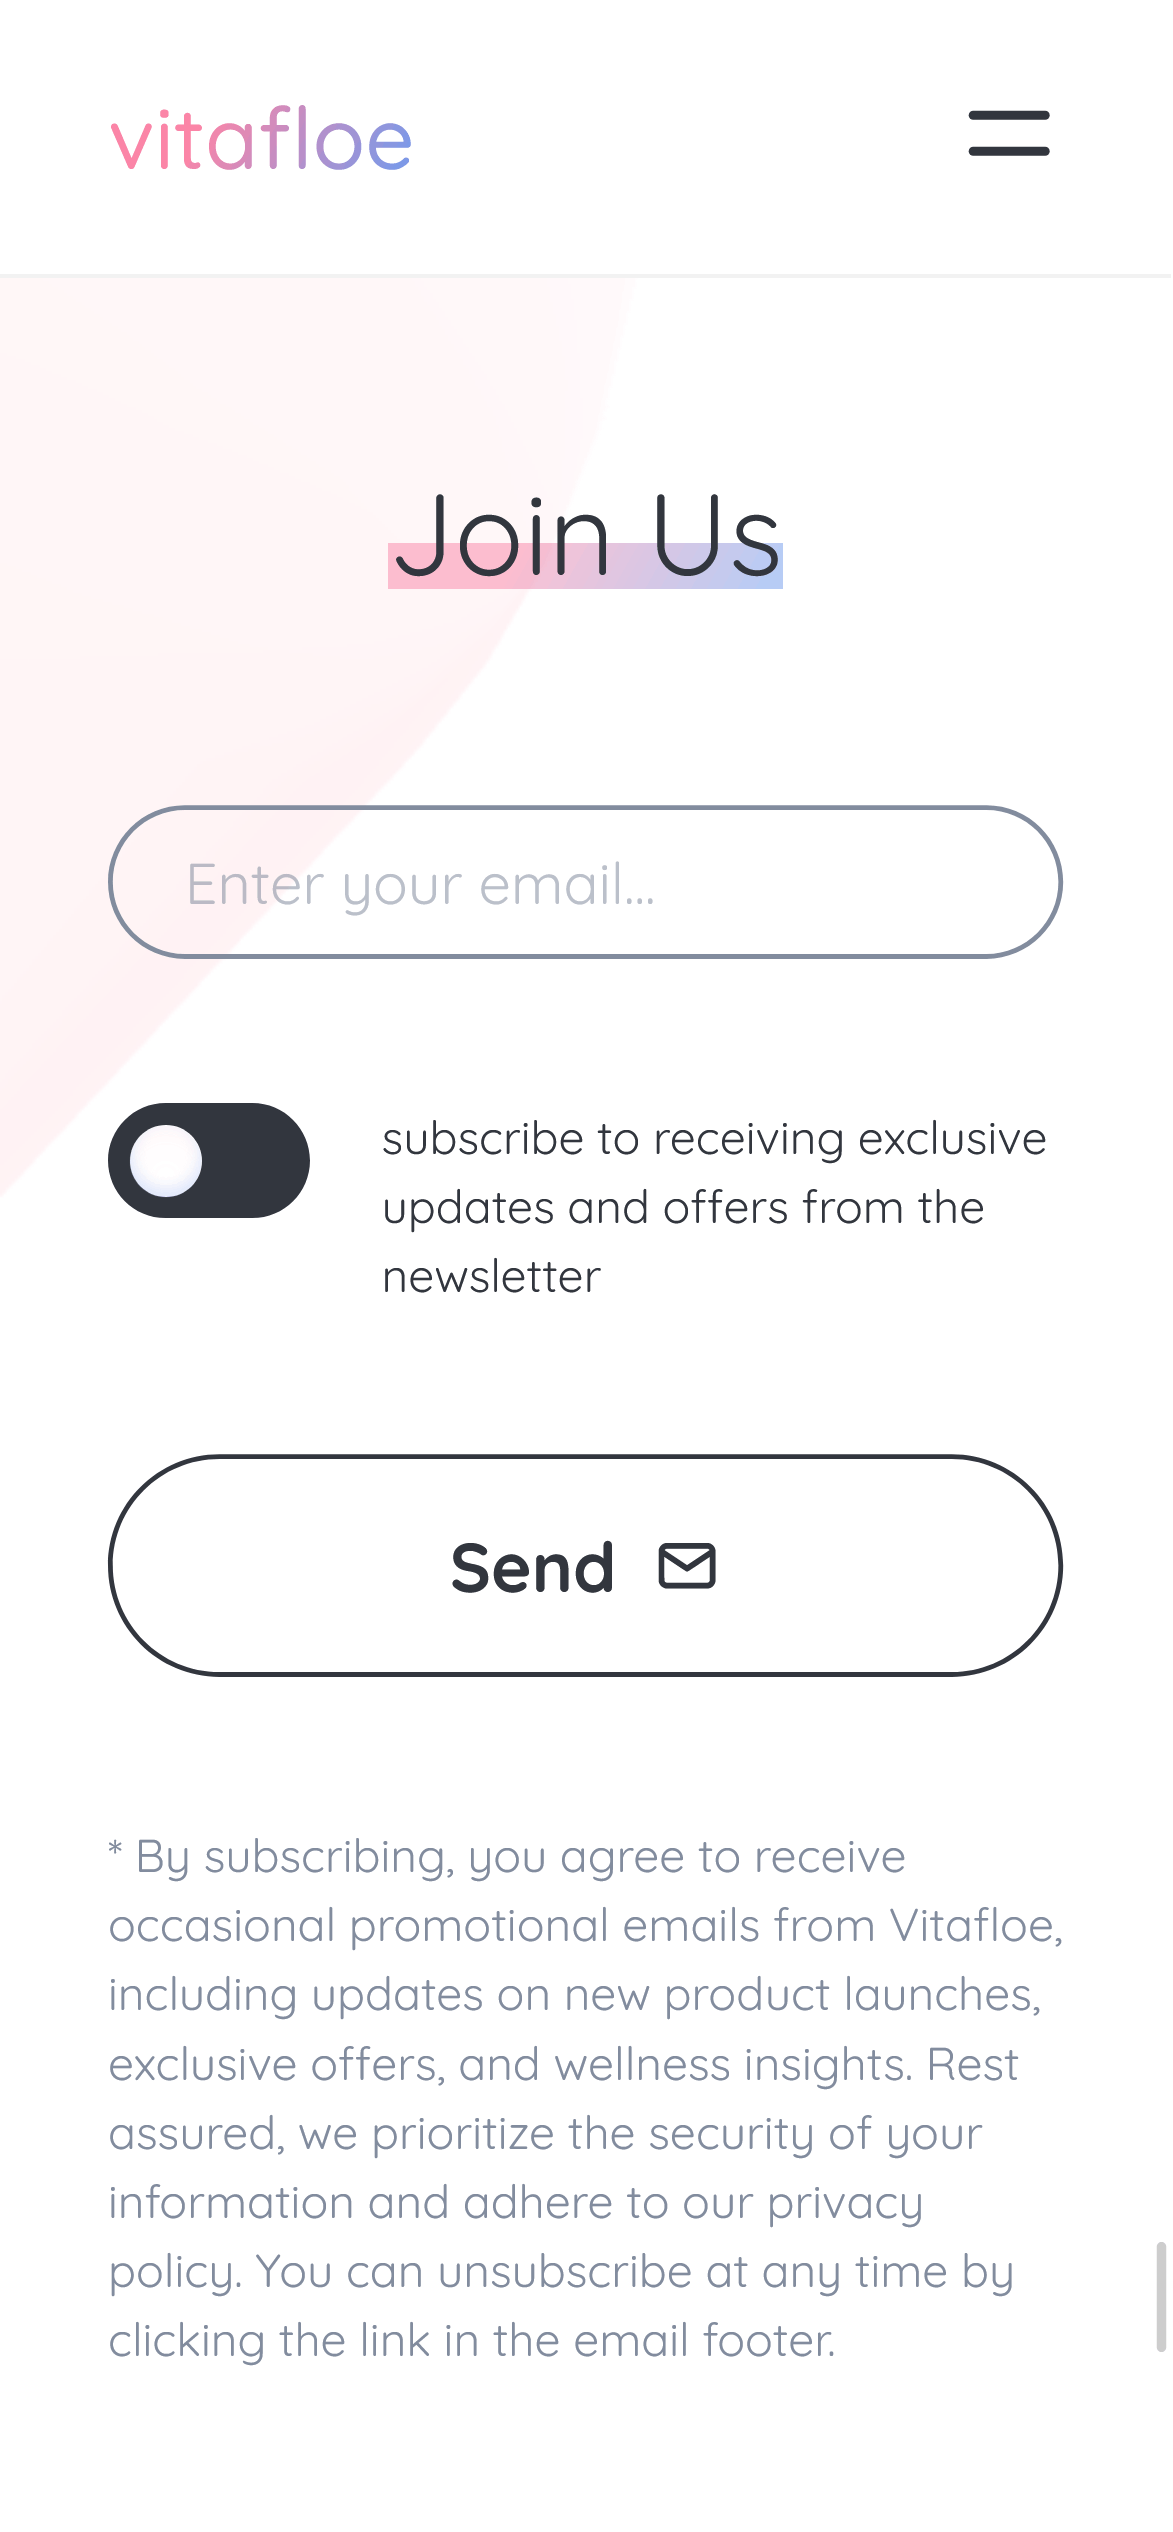 vitafloe
Join Us
Enter your email...
subscribe to receiving exclusive
updates and offers from the
newsletter
Send
* By subscribing, you agree to receive
occasional promotional emails from Vitafloe,
including updates on new product launches,
exclusive offers, and wellness insights. Rest
assured, we prioritize the security of your
information and adhere to our privacy
policy. You can unsubscribe at any time by
clicking the link in the email footer.